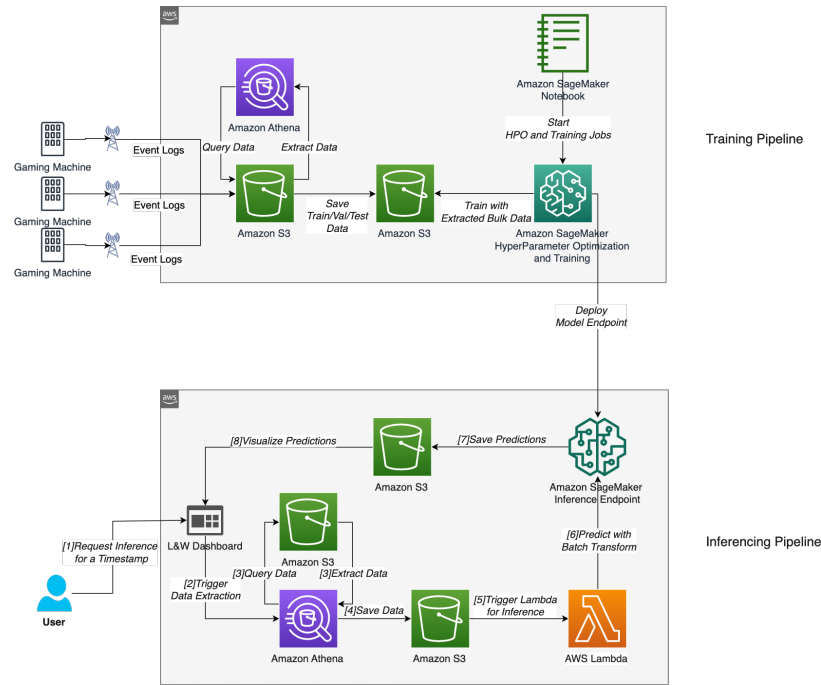 aws
Amazon SageMaker
Notebook
Amazon Athena
Start
HPO and Training Jobs
Training Pipeline
Event Logs
Query Data
Extract Data
Gaming Machine
Event Logs
Gaming Machine
Save
Train/Val/Test
Data
Train with
Extracted Bulk Data
Amazon S3
Amazon S3
Amazon SageMaker
HyperParameter Optimization
and Training
Event Logs
Gaming Machine
Deploy
Model Endpoint
aws
[8]Visualize Predictions
[7]Save Predictions
Amazon S3
Amazon SageMaker
Inference Endpoint
[1]Request Inference
for a Timestamp
L&W Dashboard
Amazon S3
[6]Predict with
Batch Transform
Inferencing Pipeline
[2]Trigger
Data Extraction
[3]Query Data
[3]Extract Data
[4]Save Data
[5]Trigger Lambda
for Inference
User
Amazon Athena
Amazon S3
AWS Lambda